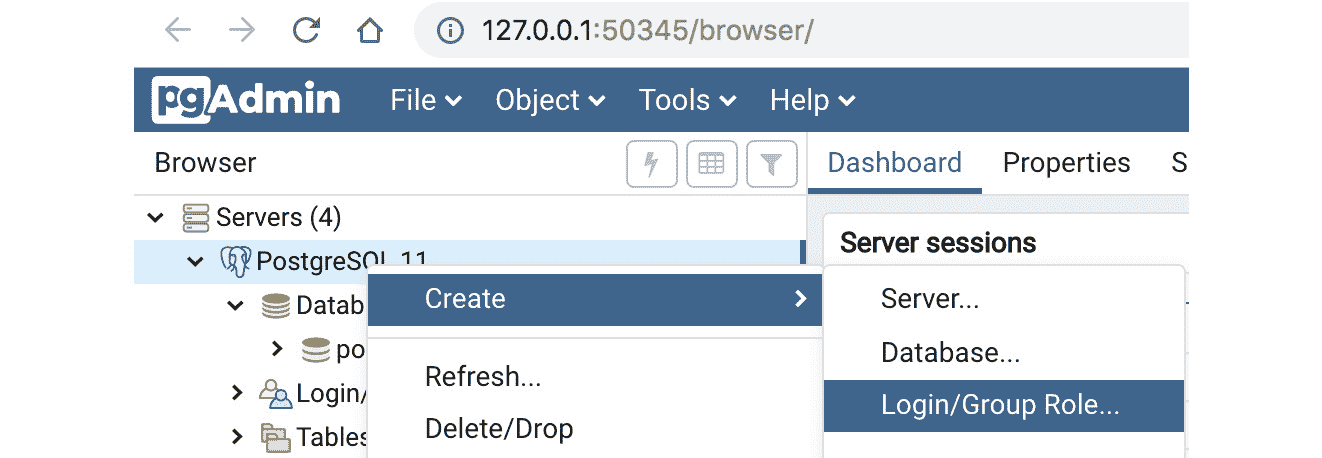 127.0.0.1:50345/browser/
pgAdmin File Object Tools Help
Browser Dashboard Properties S
Servers (4)
Server sessions
PostgreSQL 11
Create Server...
Datab
Database...
po
Refresh...
Login/ Login/Group Role...
Delete/Drop
Tables